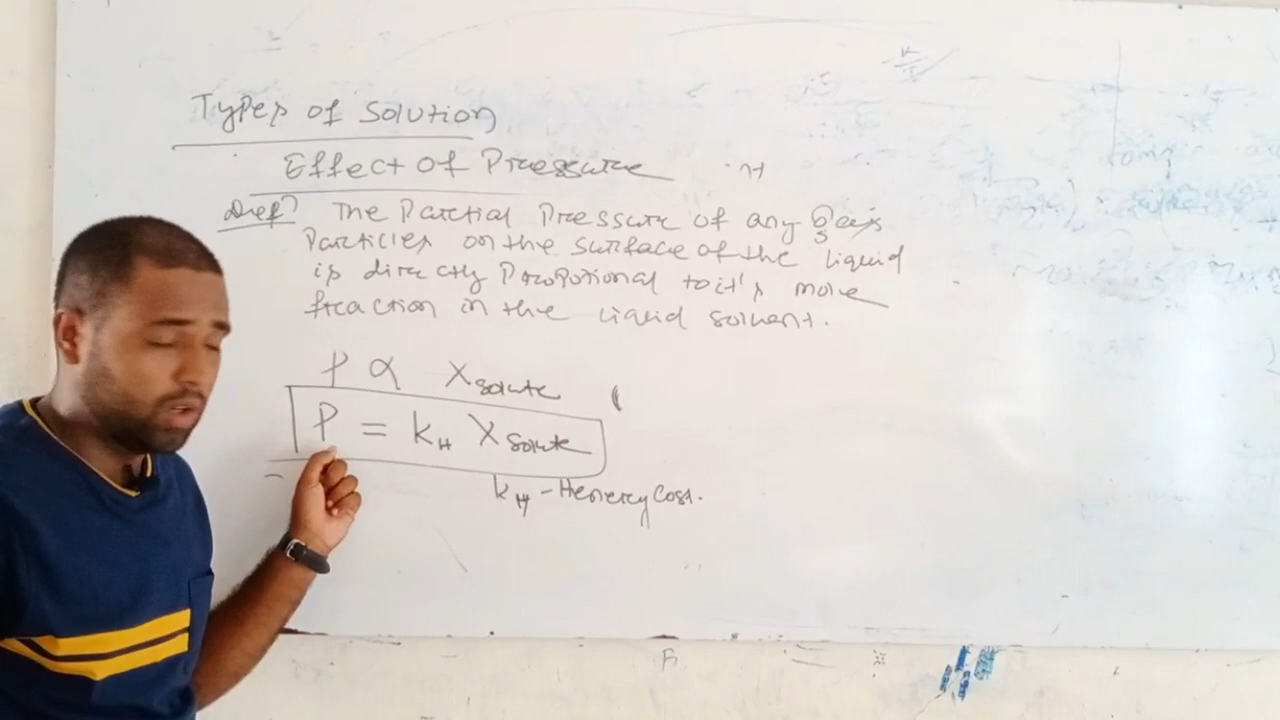 Types of Solution
Effect of Pressure
Def? The Partial Pressure of any Gas
Particles on the surface of the liquid
is directly Propotional to it's mole
fraction in the liquid solvent.
P ∝ X solute
P = kH X solute
kH - Henery Cost.